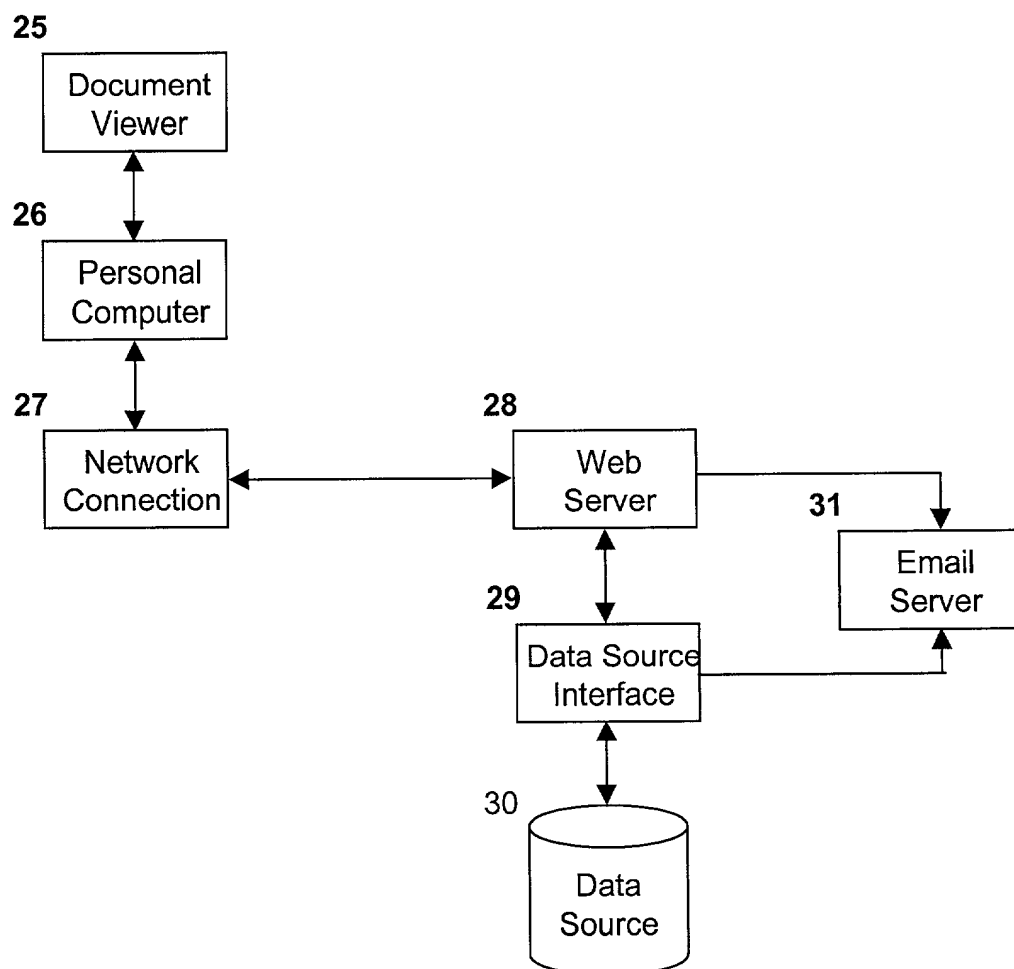 25
Document
Viewer
26
Personal
Computer
27
Network
Connection
28
Web
Server
31
Email
Server
29
Data Source
Interface
30
Data
Source